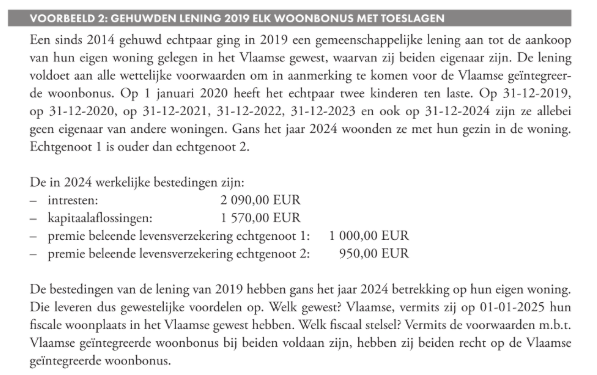 VOORBEELD 2: GEHUWDEN LENING 2019 ELK WOONBONUS MET TOESLAGEN
Een sinds 2014 gehuwd echtpaar ging in 2019 een gemeenschappelijke lening aan tot de aankoop
van hun eigen woning gelegen in het Vlaamse gewest, waarvan zij beiden eigenaar zijn. De lening
voldoet aan alle wettelijke voorwaarden om in aanmerking te komen voor de Vlaamse geïntegreer-
de woonbonus. Op 1 januari 2020 heeft het echtpaar twee kinderen ten laste. Op 31-12-2019,
op 31-12-2020, op 31-12-2021, 31-12-2022, 31-12-2023 en ook op 31-12-2024 zijn ze allebei
geen eigenaar van andere woningen. Gans het jaar 2024 woonden ze met hun gezin in de woning.
Echtgenoot 1 is ouder dan echtgenoot 2.
De in 2024 werkelijke bestedingen zijn:
– intresten: 2 090,00 EUR
– kapitaalaflossingen: 1 570,00 EUR
– premie beleende levensverzekering echtgenoot 1: 1 000,00 EUR
– premie beleende levensverzekering echtgenoot 2: 950,00 EUR
De bestedingen van de lening van 2019 hebben gans het jaar 2024 betrekking op hun eigen woning.
Die leveren dus gewestelijke voordelen op. Welk gewest? Vlaamse, vermits zij op 01-01-2025 hun
fiscale woonplaats in het Vlaamse gewest hebben. Welk fiscaal stelsel? Vermits de voorwaarden m.b.t.
Vlaamse geïntegreerde woonbonus bij beiden voldaan zijn, hebben zij beiden recht op de Vlaamse
geïntegreerde woonbonus.